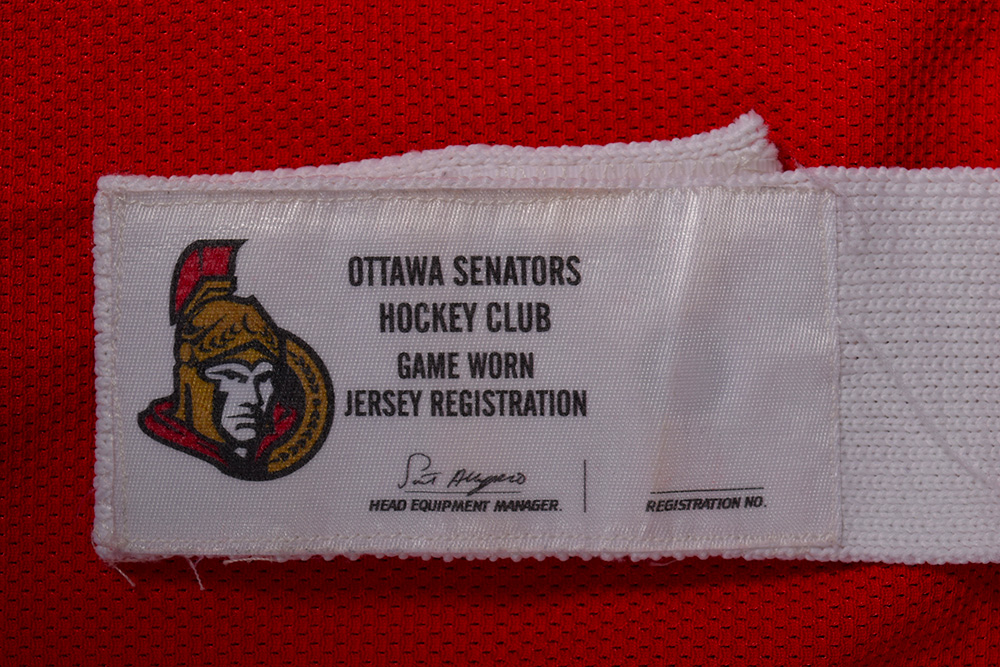 OTTAWA SENATORS
HOCKEY CLUB
GAME WORN
JERSEY REGISTRATION
HEAD EQUIPMENT MANAGER.
REGISTRATION NO.